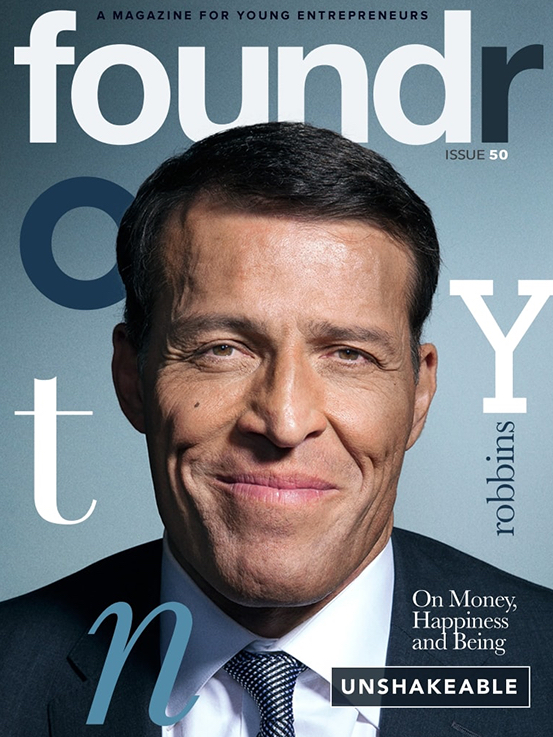 A MAGAZINE FOR YOUNG ENTREPRENEURS
foundr
ISSUE 50
o
Y
t
robbins
n
On Money,
Happiness
and Being
UNSHAKEABLE